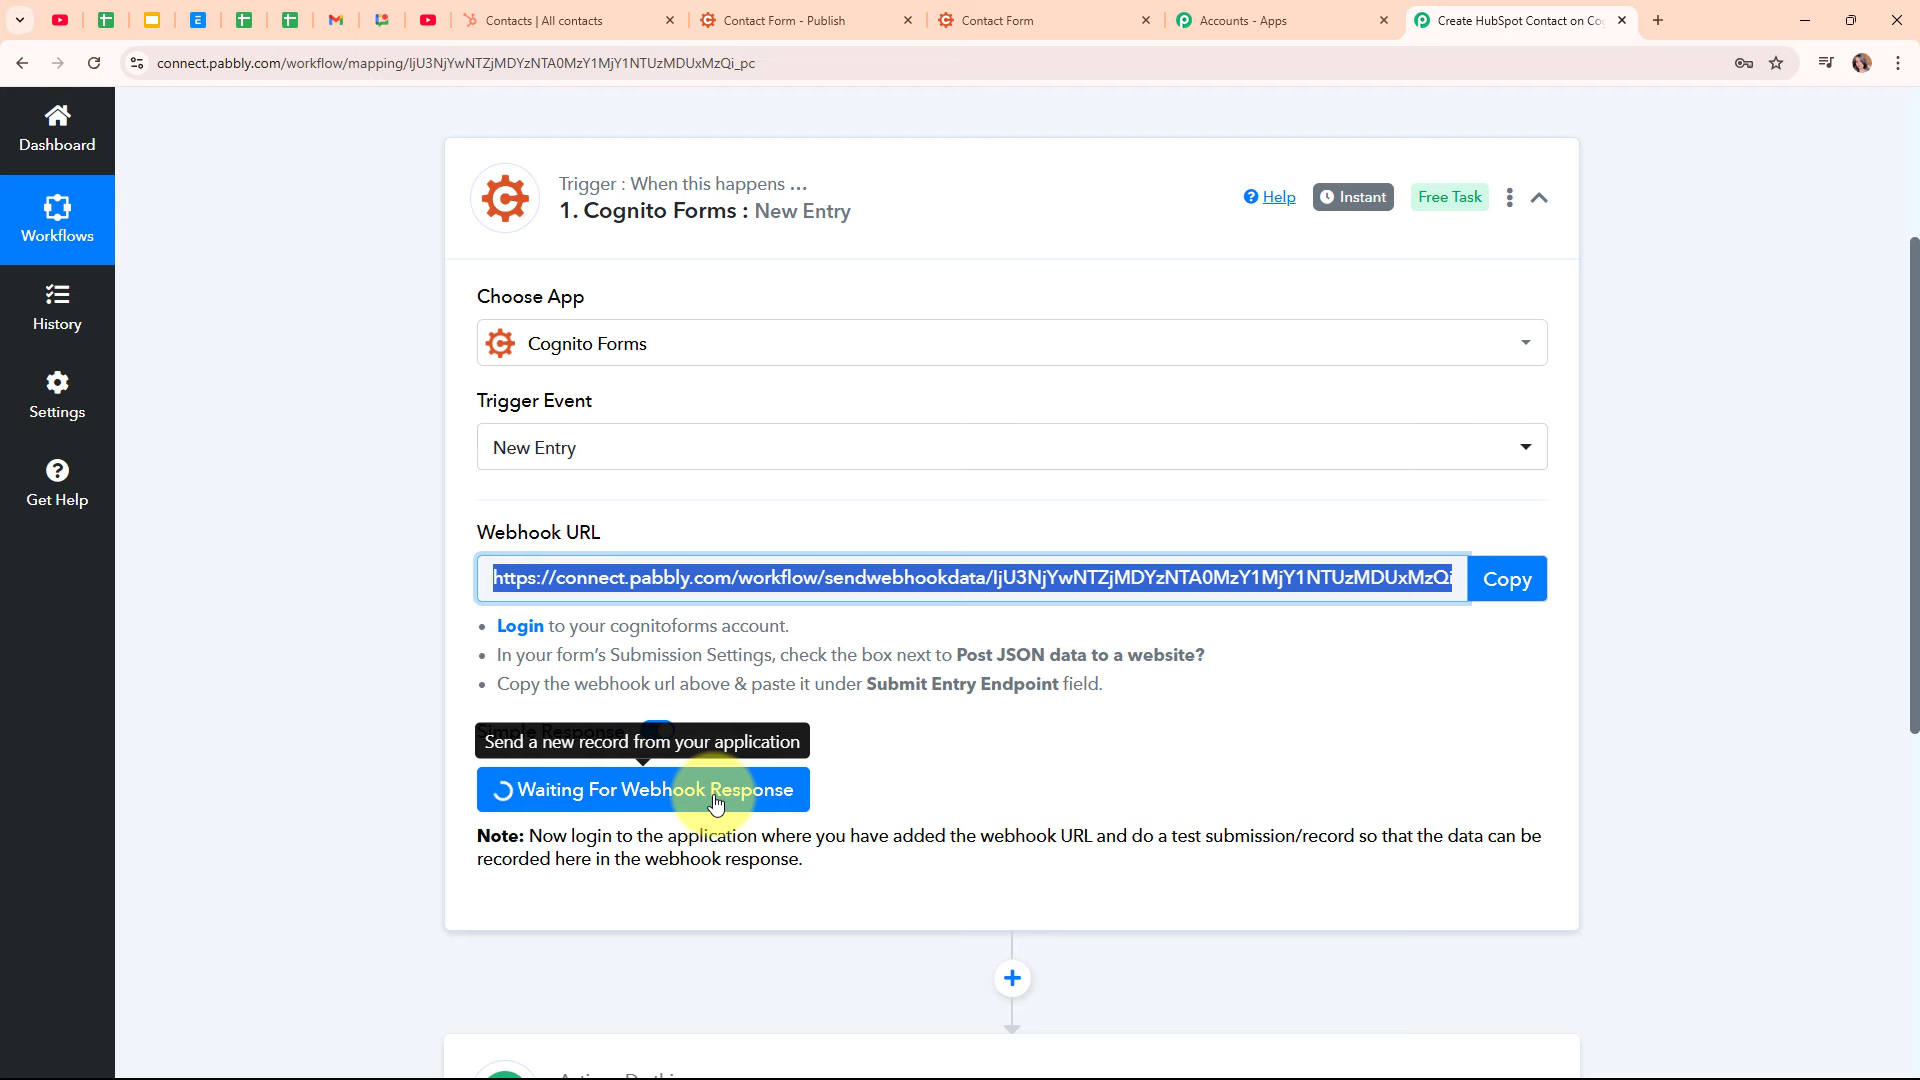 Contacts | All contacts
Contact Form - Publish
Contact Form
Accounts - Apps
Create HubSpot Contact on Co
connect.pabbly.com/workflow/mapping/IjU3NjYwNTZjMDYzNTA0MzY1MjY1NTUzMDUxMzQi_pc
Dashboard
Workflows
History
Settings
Get Help
Trigger : When this happens ...
1. Cognito Forms : New Entry
Help
Instant
Free Task
Choose App
Cognito Forms
Trigger Event
New Entry
Webhook URL
https://connect.pabbly.com/workflow/sendwebhookdata/IjU3NjYwNTZjMDYzNTA0MzY1MjY1NTUzMDUxMzQi
Copy
Login to your cognitoforms account.
In your form's Submission Settings, check the box next to Post JSON data to a website?
Copy the webhook url above & paste it under Submit Entry Endpoint field.
Simple Response
Send a new record from your application
Waiting For Webhook Response
Note: Now login to the application where you have added the webhook URL and do a test submission/record so that the data can be
recorded here in the webhook response.